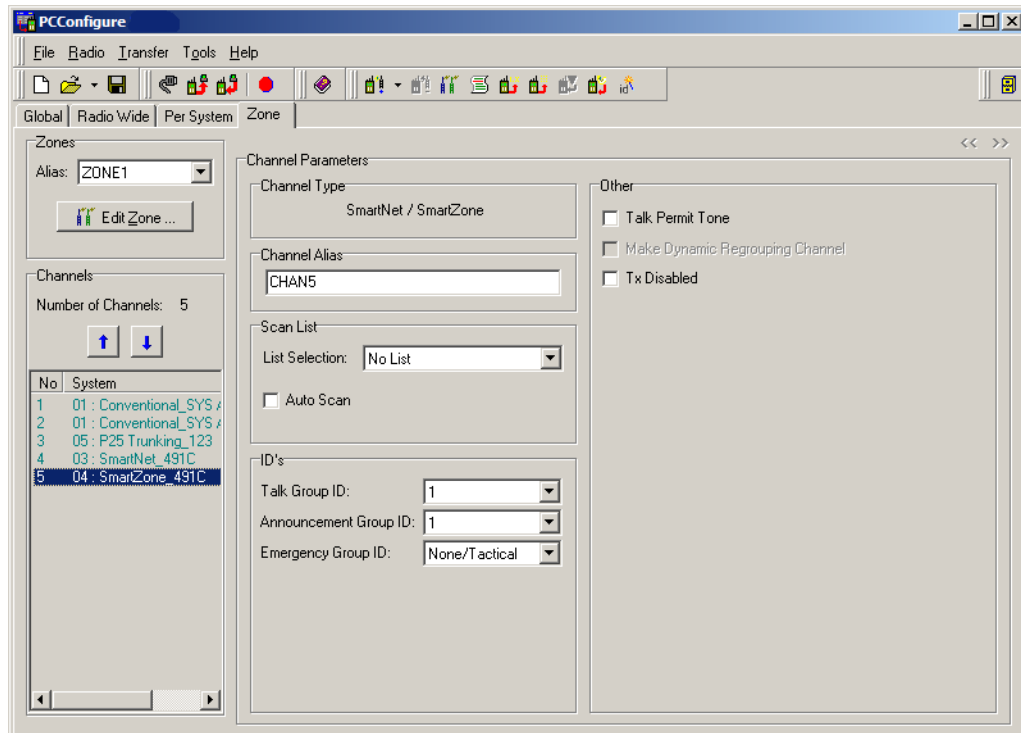 PCConfigure
File Radio Transfer Tools Help
Global Radio Wide Per System Zone
<< >>
Zones
Alias: ZONE1
Edit Zone ...
Channels
Number of Channels: 5
No System
1 01 : Conventional_SYS
2 01 : Conventional_SYS
3 05 : P25 Trunking_123
4 03 : SmartNet_491C
5 04 : SmartZone_491C
Channel Parameters
Channel Type
SmartNet / SmartZone
Channel Alias
CHAN5
Scan List
List Selection: No List
Auto Scan
ID's
Talk Group ID: 1
Announcement Group ID: 1
Emergency Group ID: None/Tactical
Other
Talk Permit Tone
Make Dynamic Regrouping Channel
Tx Disabled